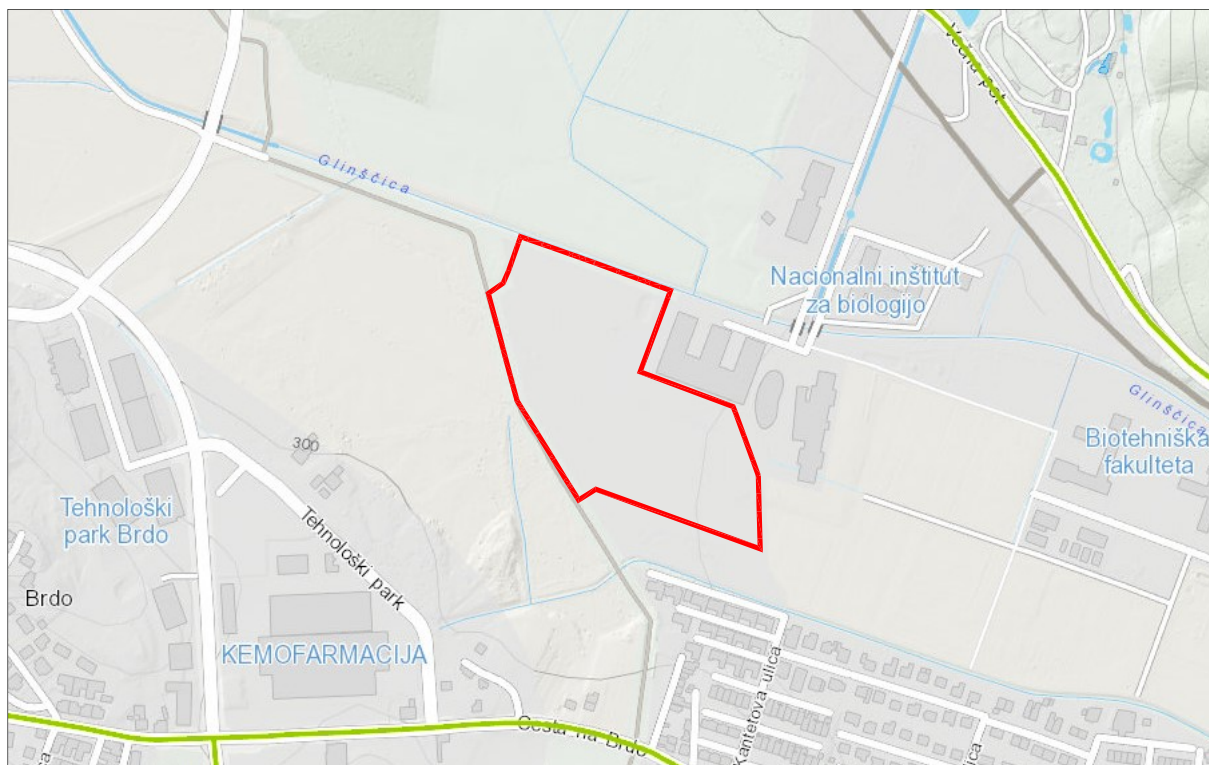 Večna pot
Glinščica
Nacionalni inštitut
za biologijo
Glinščica
Biotehniška
fakulteta
300
Tehnološki
park Brdo
Tehnološki park
Brdo
KEMOFARMACIJA
Cesta na Brdo
Kantetova ulica